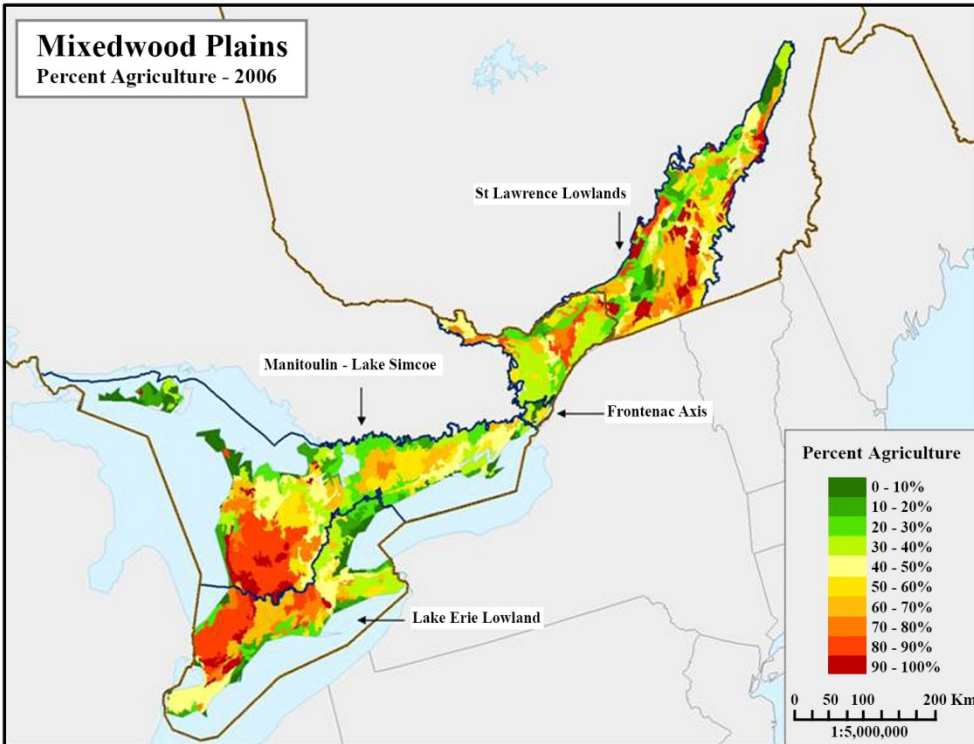 Mixedwood Plains
Percent Agriculture - 2006
St Lawrence Lowlands
Manitoulin - Lake Simcoe
Frontenac Axis
Lake Erie Lowland
Percent Agriculture
0 - 10%
10 - 20%
20 - 30%
30 - 40%
40 - 50%
50 - 60%
60 - 70%
70 - 80%
80 - 90%
90 - 100%
0 50 100 200 Km
1:5,000,000